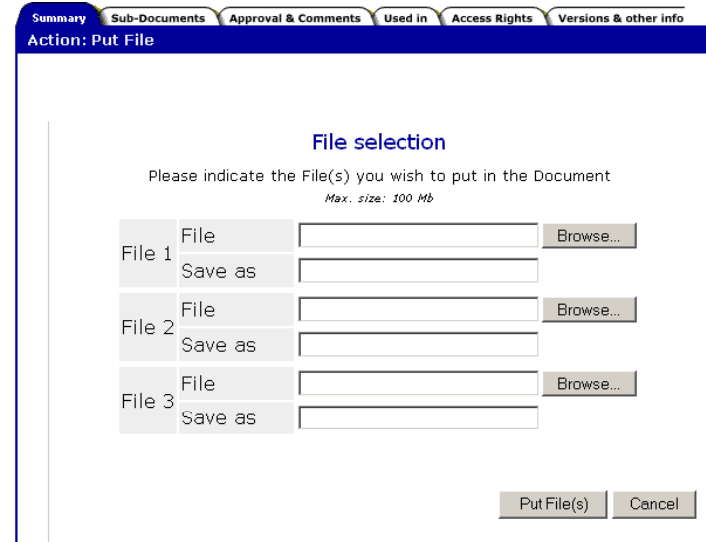 Summary Sub-Documents Approval & Comments Used in Access Rights Versions & other info
Action: Put File
File selection
Please indicate the File(s) you wish to put in the Document
Max. size: 100 Mb
File 1
File
Browse...
Save as
File 2
File
Browse...
Save as
File 3
File
Browse...
Save as
Put File(s) Cancel